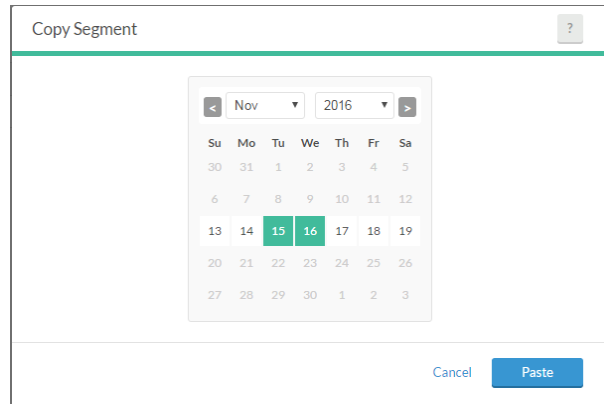 Copy Segment ?
< Nov 2016 >
Su Mo Tu We Th Fr Sa
30 31 1 2 3 4 5
6 7 8 9 10 11 12
13 14 15 16 17 18 19
20 21 22 23 24 25 26
27 28 29 30 1 2 3
Cancel Paste